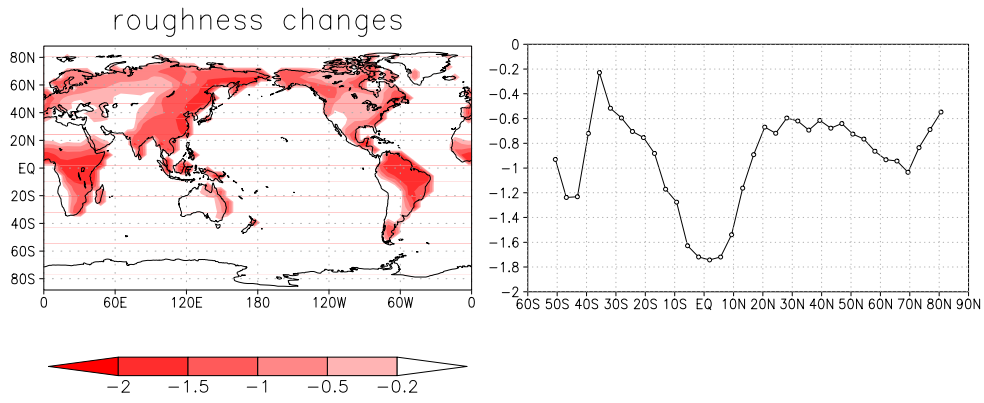 roughness changes
80N
60N
40N
20N
EQ
20S
40S
60S
80S
0 60E 120E 180 120W 60W 0
-2 -1.5 -1 -0.5 -0.2
0
-0.2
-0.4
-0.6
-0.8
-1
-1.2
-1.4
-1.6
-1.8
-2
60S 50S 40S 30S 20S 10S EQ 10N 20N 30N 40N 50N 60N 70N 80N 90N